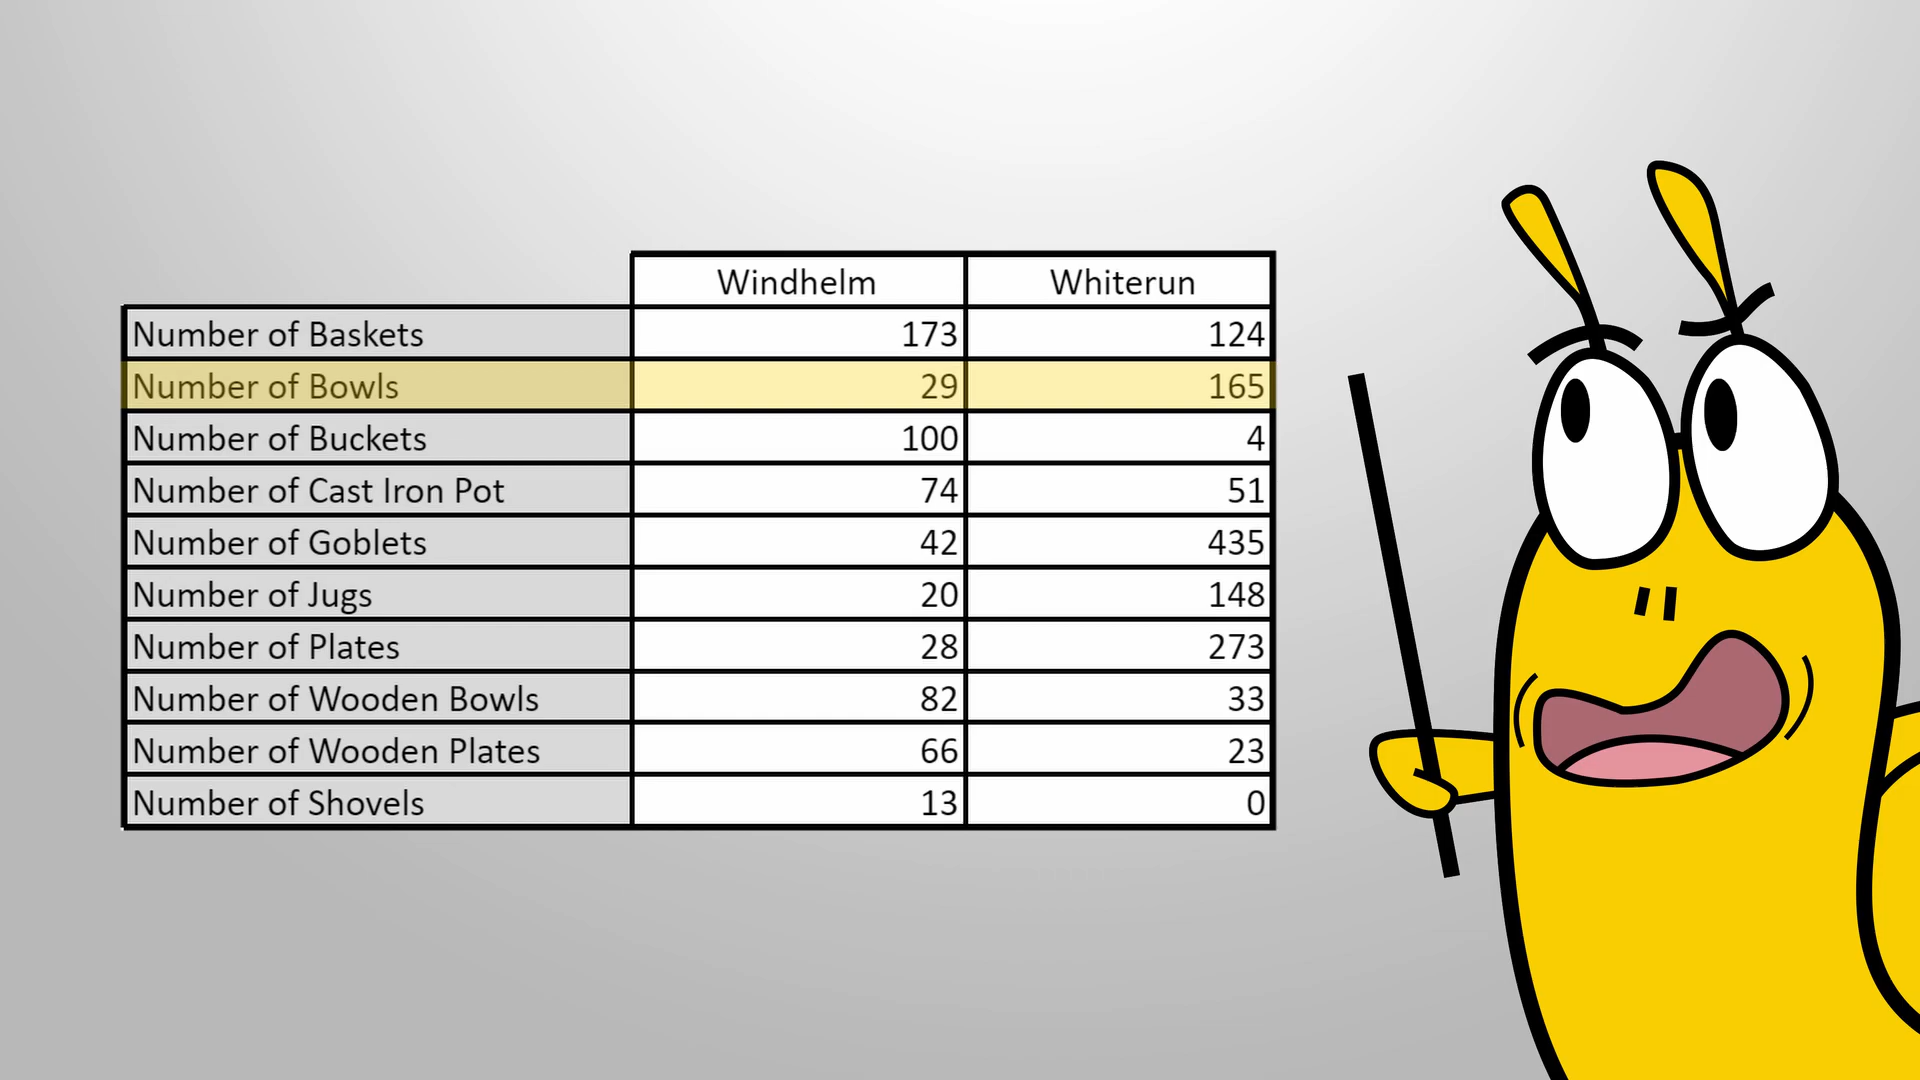 Windhelm Whiterun
Number of Baskets 173 124
Number of Bowls 29 165
Number of Buckets 100 4
Number of Cast Iron Pot 74 51
Number of Goblets 42 435
Number of Jugs 20 148
Number of Plates 28 273
Number of Wooden Bowls 82 33
Number of Wooden Plates 66 23
Number of Shovels 13 0